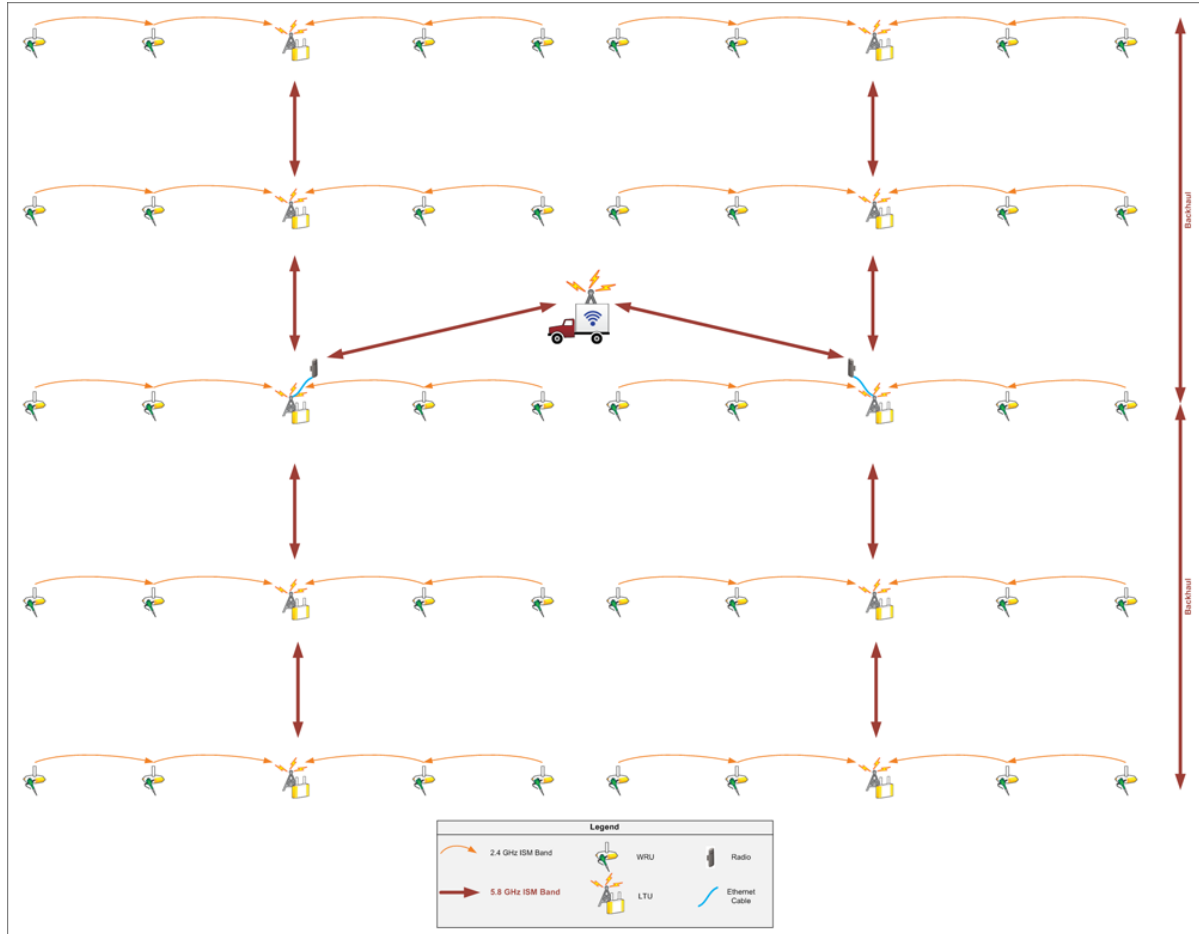 Backhaul
Backhaul
Legend
2.4 GHz ISM Band
WRU
Radio
5.8 GHz ISM Band
LTU
Ethernet
Cable